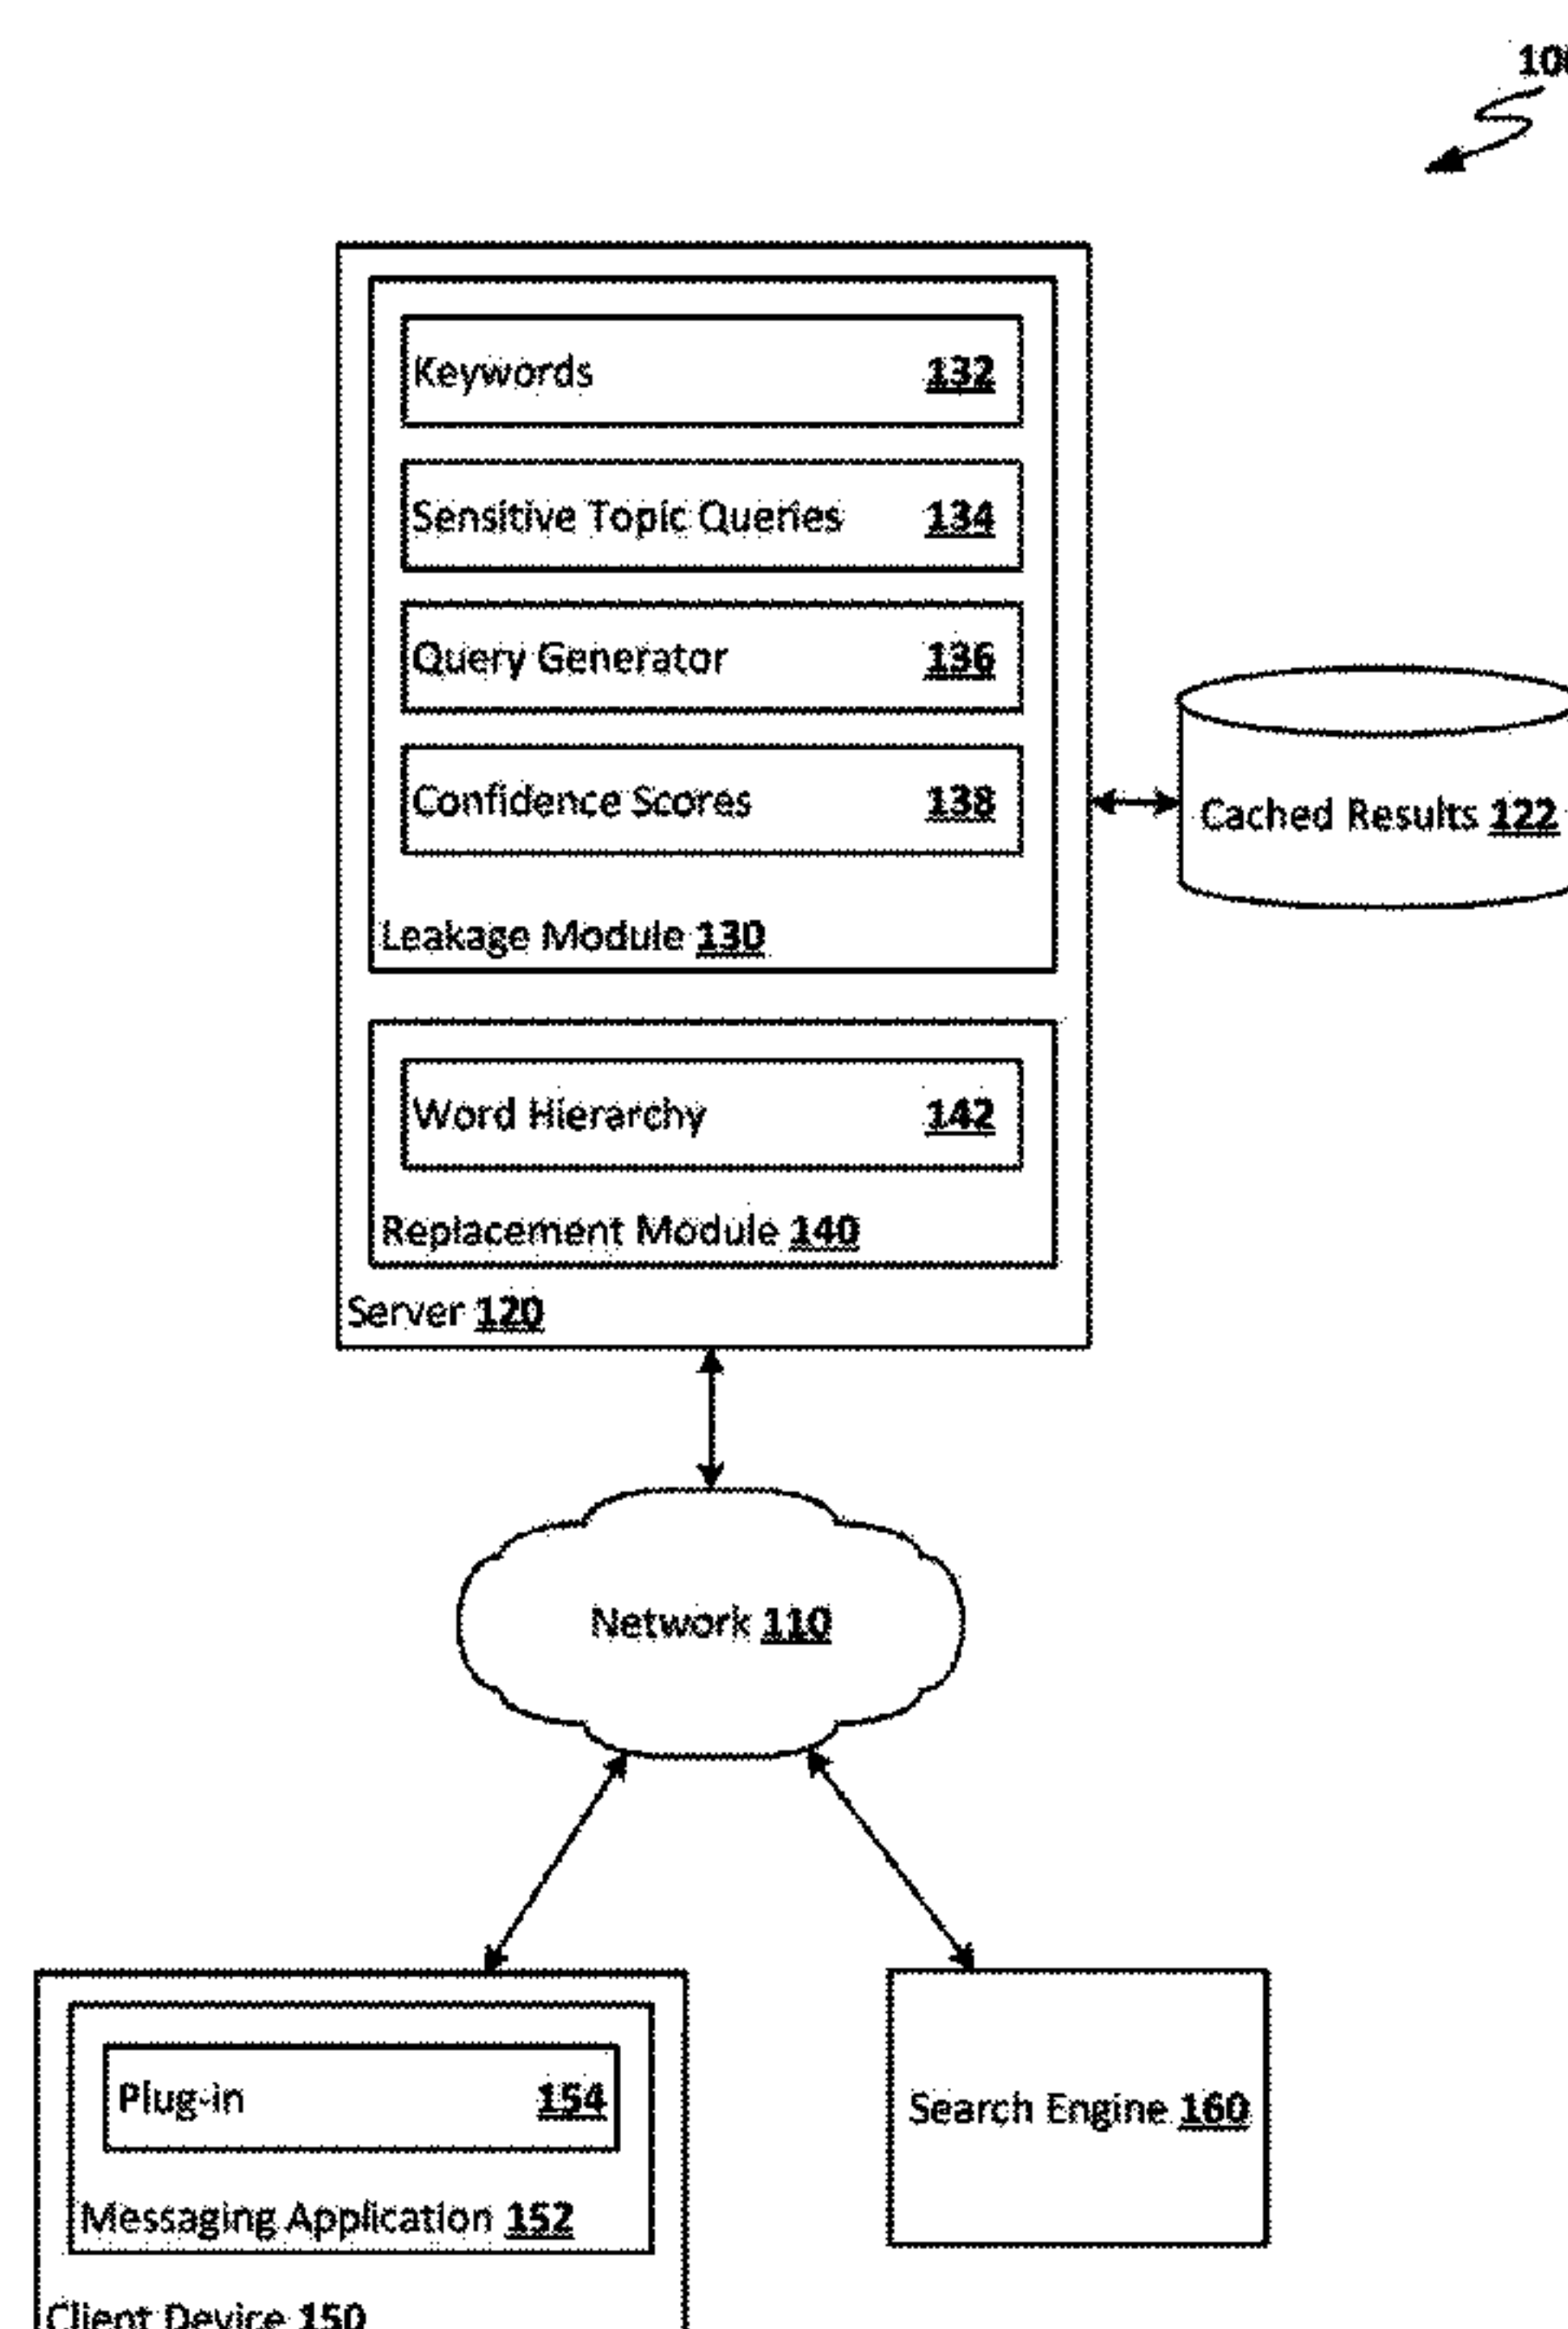 100
Keywords 132
Sensitive Topic Queries 134
Query Generator 136
Confidence Scores 138
Leakage Module 130
Cached Results 122
Word Hierarchy 142
Replacement Module 140
Server 120
Network 110
Plug-in 154
Messaging Application 152
Client Device 150
Search Engine 160